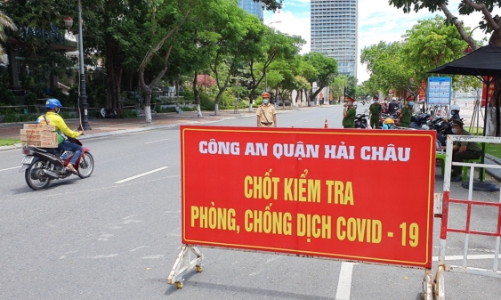 CÔNG AN QUẬN HẢI CHÂU
CHỐT KIỂM TRA
PHÒNG, CHỐNG DỊCH COVID - 19